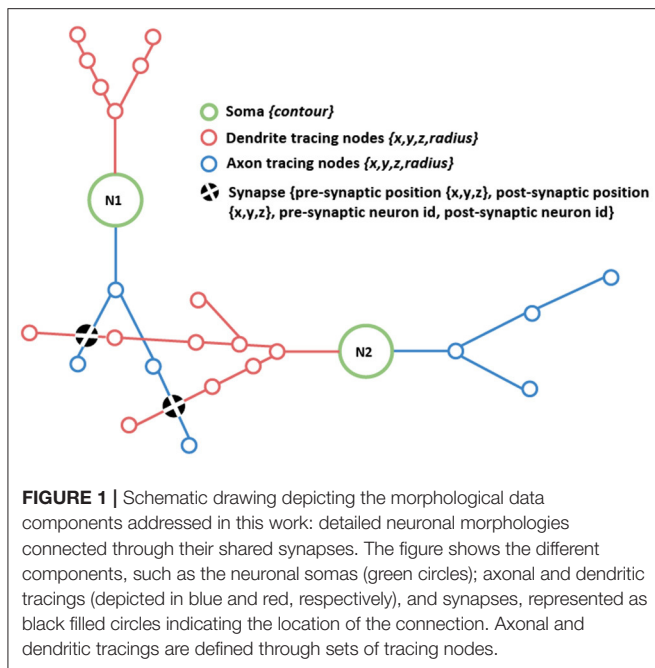 Soma {contour}
Dendrite tracing nodes {x,y,z,radius}
Axon tracing nodes {x,y,z,radius}
Synapse {pre-synaptic position {x,y,z}, post-synaptic position
{x,y,z}, pre-synaptic neuron id, post-synaptic neuron id}
N1
N2
FIGURE 1 | Schematic drawing depicting the morphological data
components addressed in this work: detailed neuronal morphologies
connected through their shared synapses. The figure shows the different
components, such as the neuronal somas (green circles); axonal and dendritic
tracings (depicted in blue and red, respectively), and synapses, represented as
black filled circles indicating the location of the connection. Axonal and
dendritic tracings are defined through sets of tracing nodes.